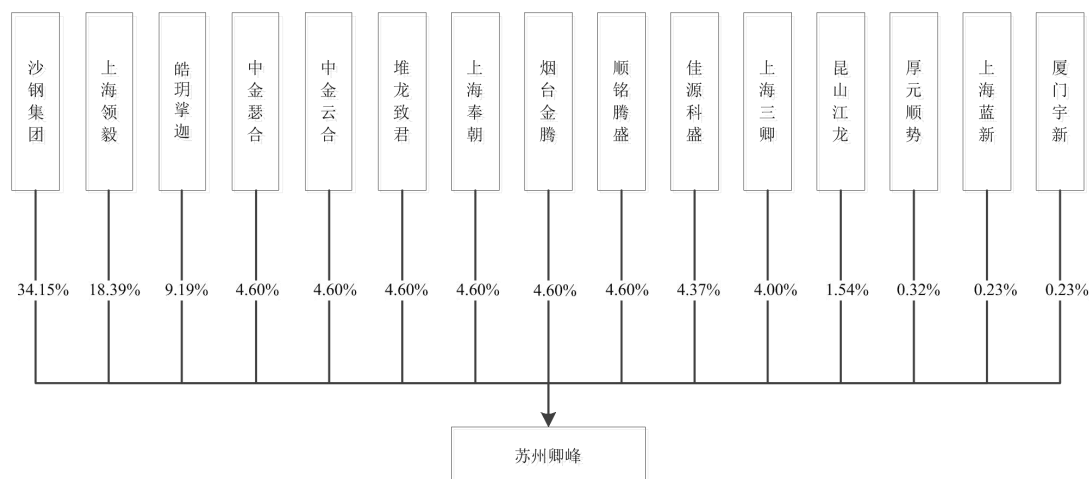 沙钢集团
上海领毅
皓玥挲迦
中金瑟合
中金云合
堆龙致君
上海奉朝
烟台金腾
顺铭腾盛
佳源科盛
上海三卿
昆山江龙
厚元顺势
上海蓝新
厦门宇新
34.15%
18.39%
9.19%
4.60%
4.60%
4.60%
4.60%
4.60%
4.60%
4.37%
4.00%
1.54%
0.32%
0.23%
0.23%
苏州卿峰